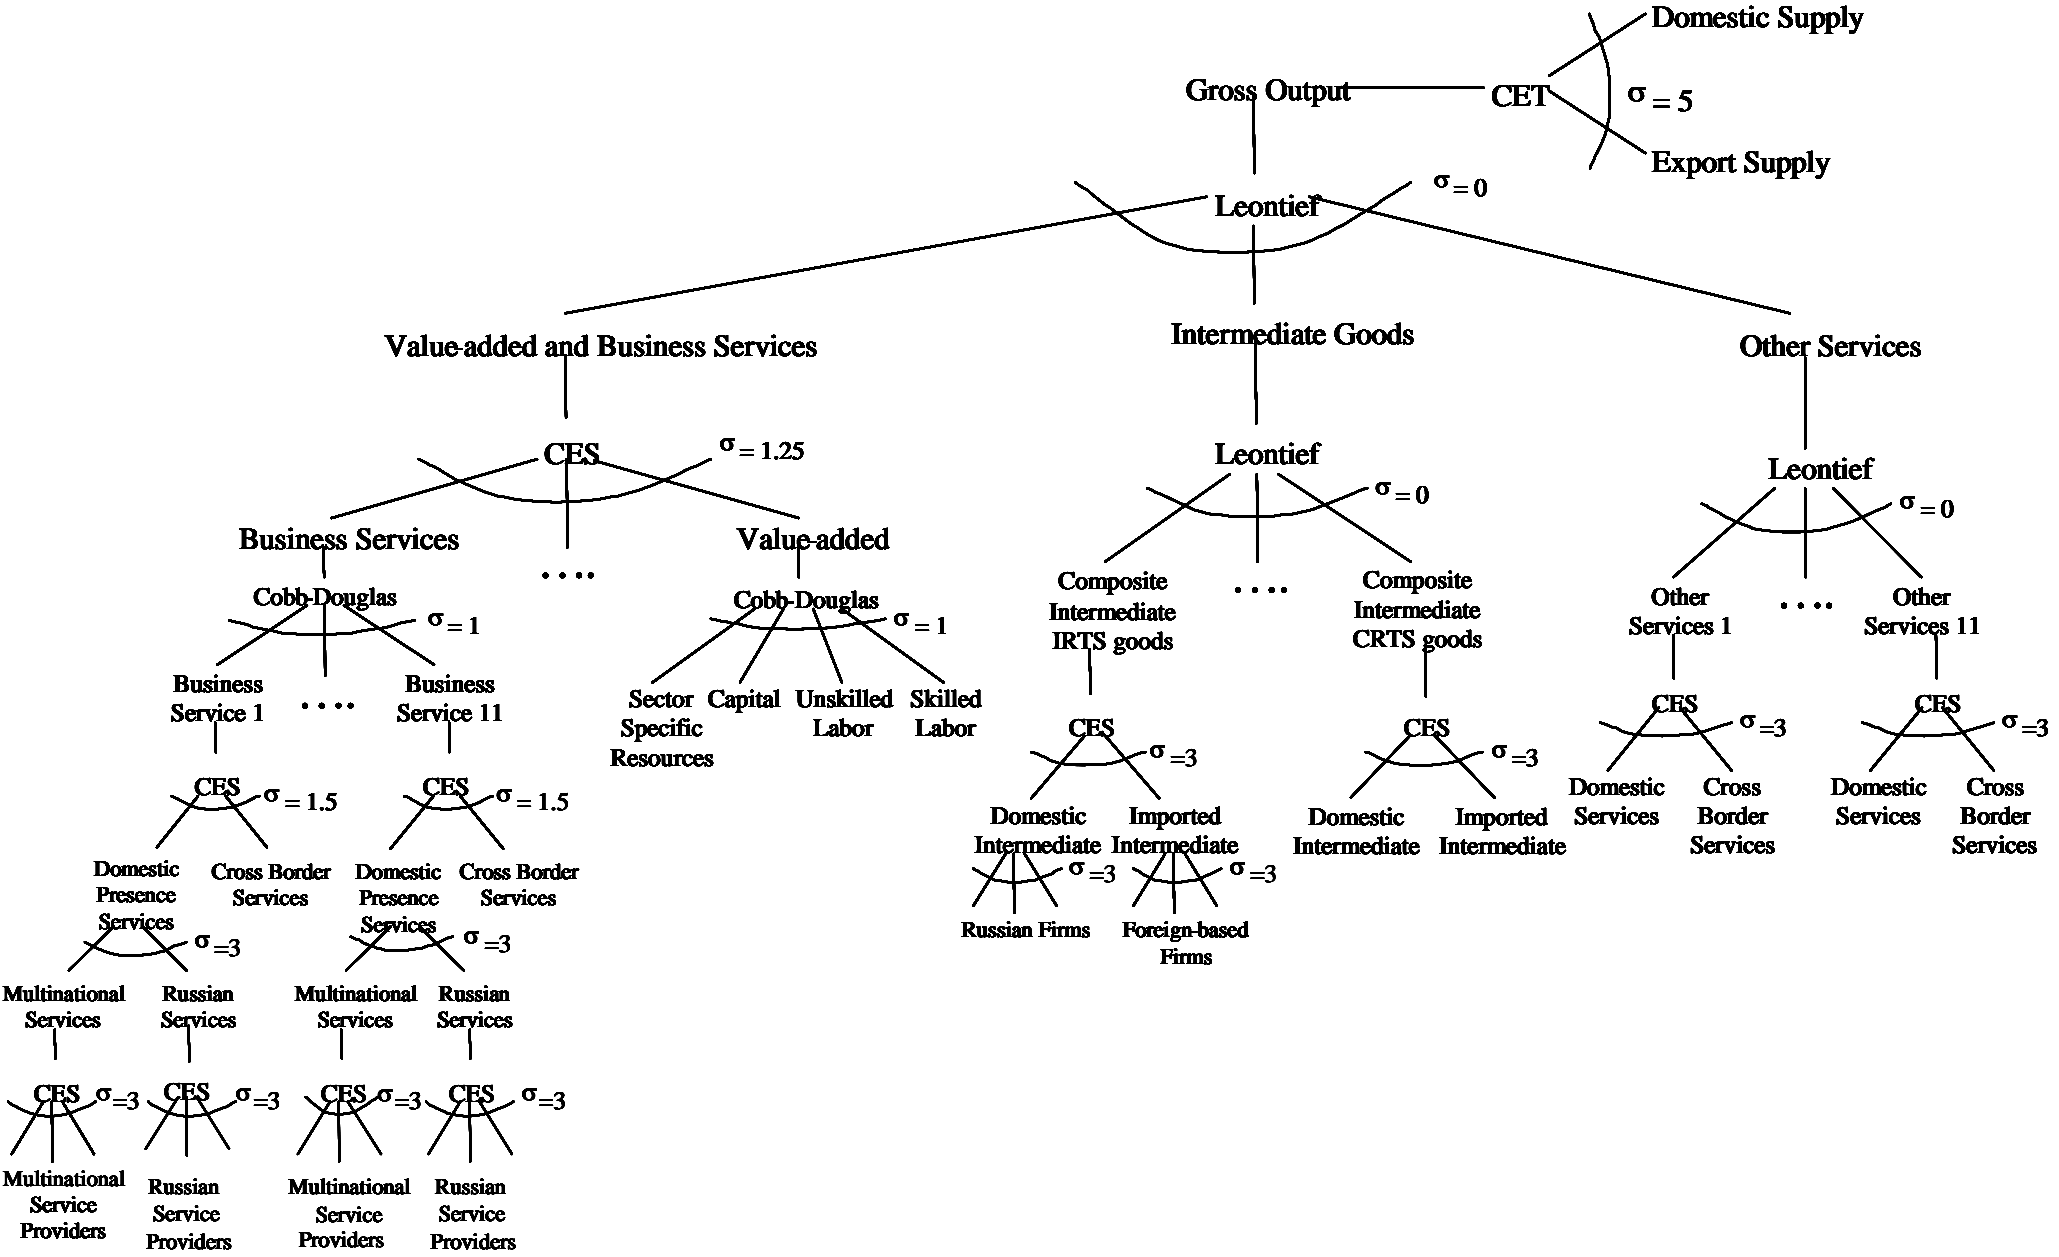 Domestic Supply
Gross Output
CET
σ = 5
Export Supply
σ = 0
Leontief
Value-added and Business Services
Intermediate Goods
Other Services
CES
σ = 1.25
Leontief
σ = 0
Leontief
σ = 0
Business Services
....
Value-added
Cobb-Douglas
σ = 1
Cobb-Douglas
σ = 1
Composite
Intermediate
IRTS goods
....
Composite
Intermediate
CRTS goods
Other
Services 1
....
Other
Services 11
Business
Service 1
....
Business
Service 11
Sector
Specific
Resources
Capital
Unskilled
Labor
Skilled
Labor
CES
σ = 1.5
CES
σ = 1.5
CES
σ =3
CES
σ =3
CES
σ =3
CES
σ =3
Domestic
Intermediate
Imported
Intermediate
Domestic
Intermediate
Imported
Intermediate
Domestic
Services
Cross
Border
Services
Domestic
Services
Cross
Border
Services
Domestic
Presence
Services
Cross Border
Services
Domestic
Presence
Services
Cross Border
Services
σ =3
σ =3
Russian Firms
Foreign-based
Firms
σ =3
σ =3
Multinational
Services
Russian
Services
Multinational
Services
Russian
Services
CES
σ =3
CES
σ =3
CES
σ =3
CES
σ =3
Multinational
Service
Providers
Russian
Service
Providers
Multinational
Service
Providers
Russian
Service
Providers